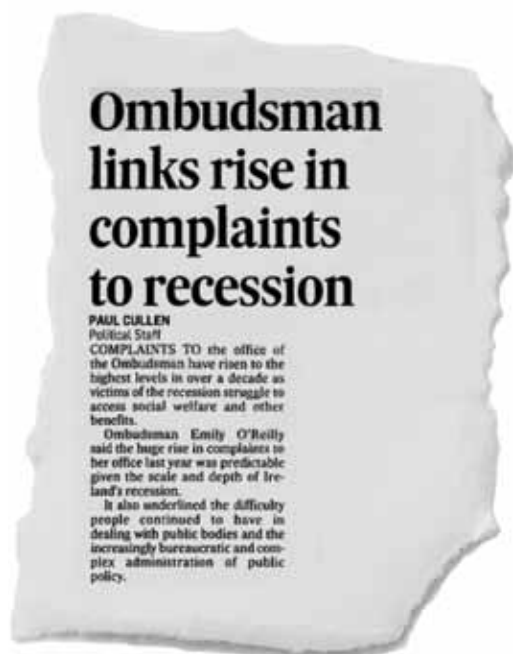 Ombudsman
links rise in
complaints
to recession
PAUL CULLEN
Political Staff
COMPLAINTS TO the office of
the Ombudsman have risen to the
highest levels in over a decade as
victims of the recession struggle to
access social welfare and other
benefits.
Ombudsman Emily O'Reilly
said the huge rise in complaints to
her office last year was predictable
given the scale and depth of Ire-
land's recession.
It also underlined the difficulty
people continued to have in
dealing with public bodies and the
increasingly bureaucratic and com-
plex administration of public
policy.